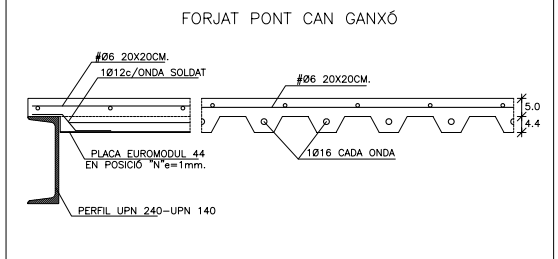 FORJAT PONT CAN GANXÓ
#Ø6 20X20CM.
1Ø12c/ONDA SOLDAT
#Ø6 20X20CM.
5.0
4.4
PLACA EUROMODUL 44
EN POSICIÓ "N"e=1mm.
1Ø16 CADA ONDA
PERFIL UPN 240-UPN 140